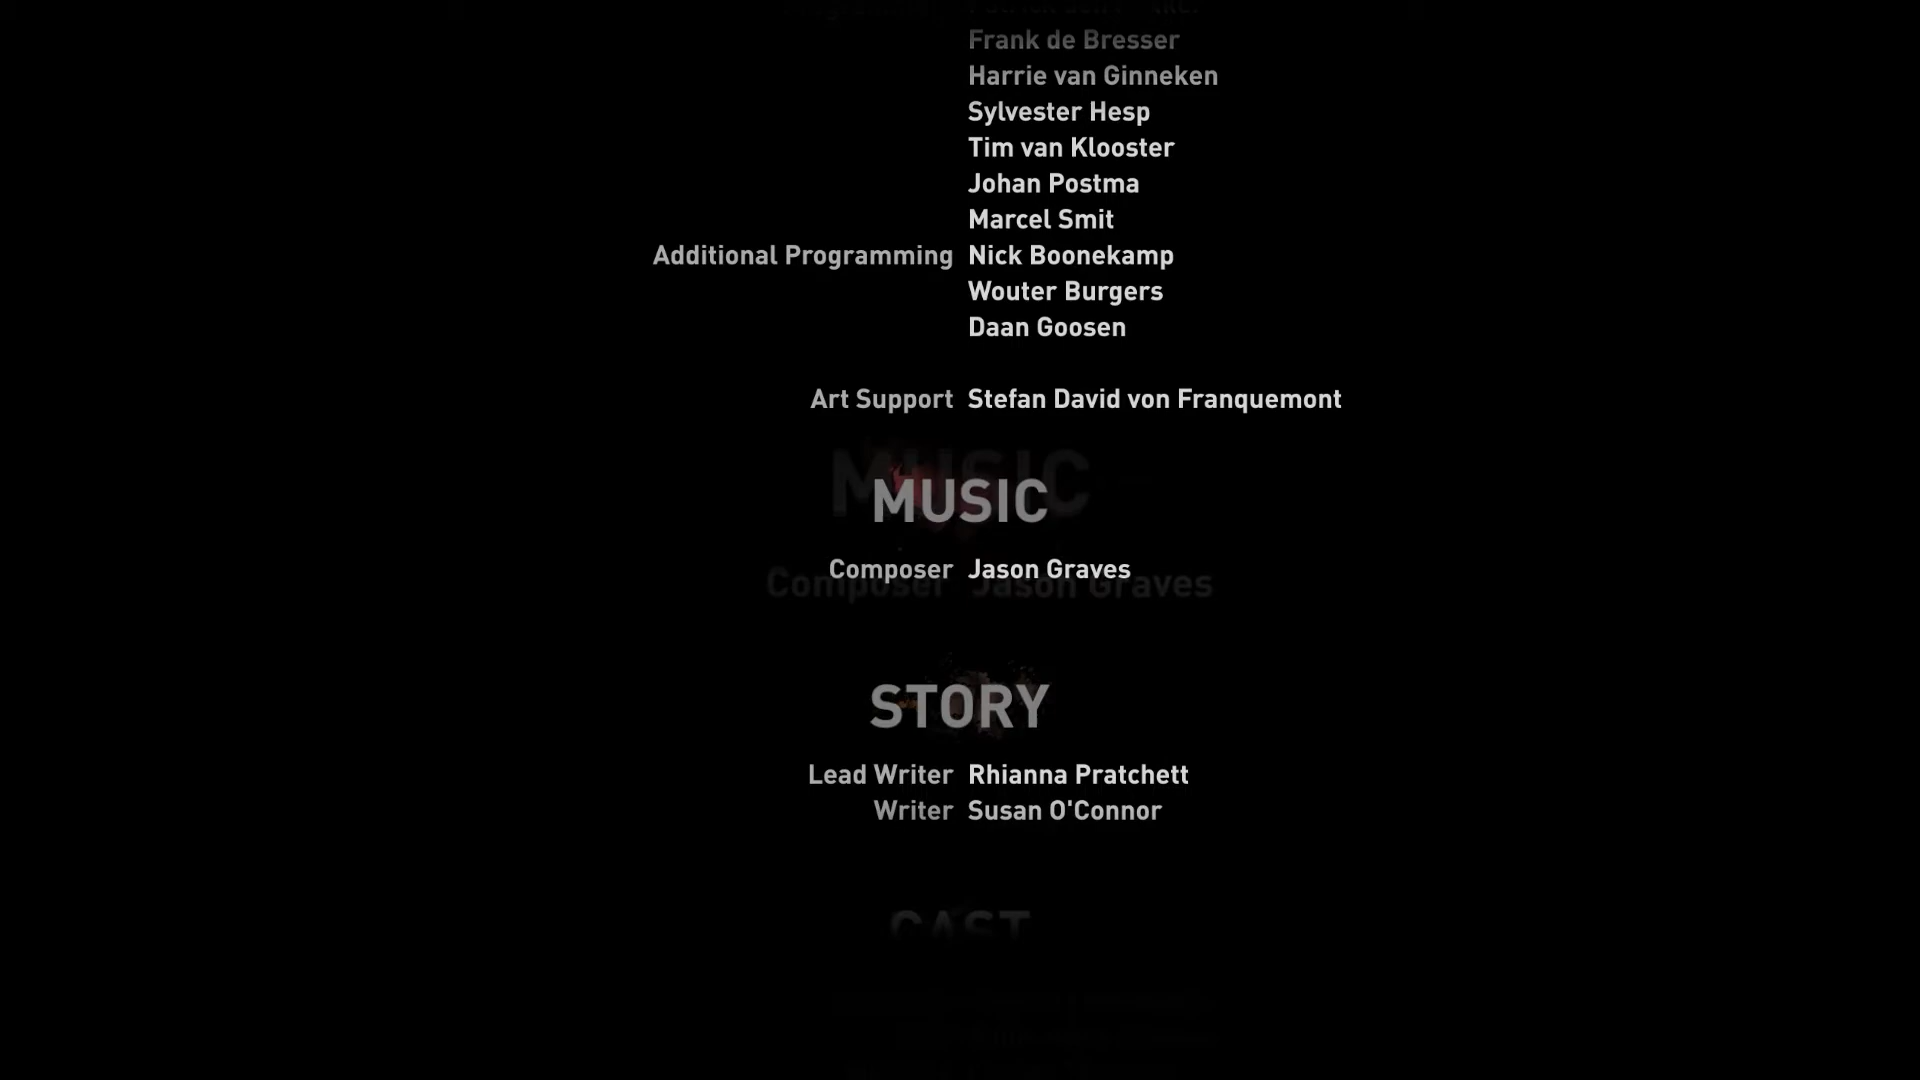 Frank de Bresser
Harrie van Ginneken
Sylvester Hesp
Tim van Klooster
Johan Postma
Marcel Smit
Additional Programming Nick Boonekamp
Wouter Burgers
Daan Goosen
Art Support Stefan David von Franquemont
MUSIC
Composer Jason Graves
STORY
Lead Writer Rhianna Pratchett
Writer Susan O'Connor
CAST